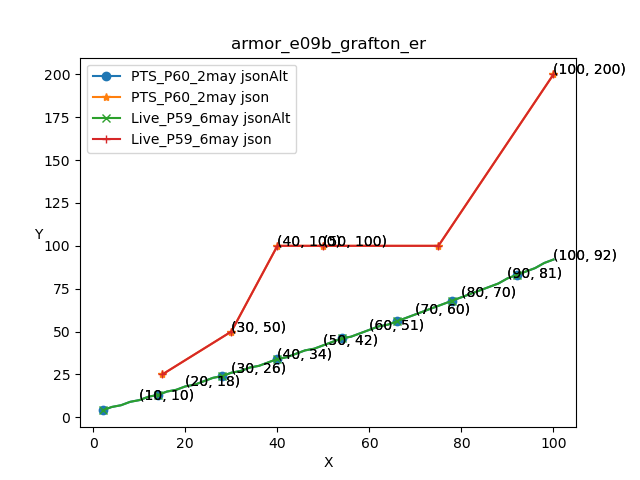 armor_e09b_grafton_er
PTS_P60_2may jsonAlt
PTS_P60_2may json
Live_P59_6may jsonAlt
Live_P59_6may json
Y
200
175
150
125
100
75
50
25
0
(100, 200)
(40, 100)
(50, 100)
(30, 50)
(100, 92)
(90, 81)
(80, 70)
(70, 60)
(60, 51)
(50, 42)
(40, 34)
(30, 26)
(20, 18)
(10, 10)
0 20 40 60 80 100
X